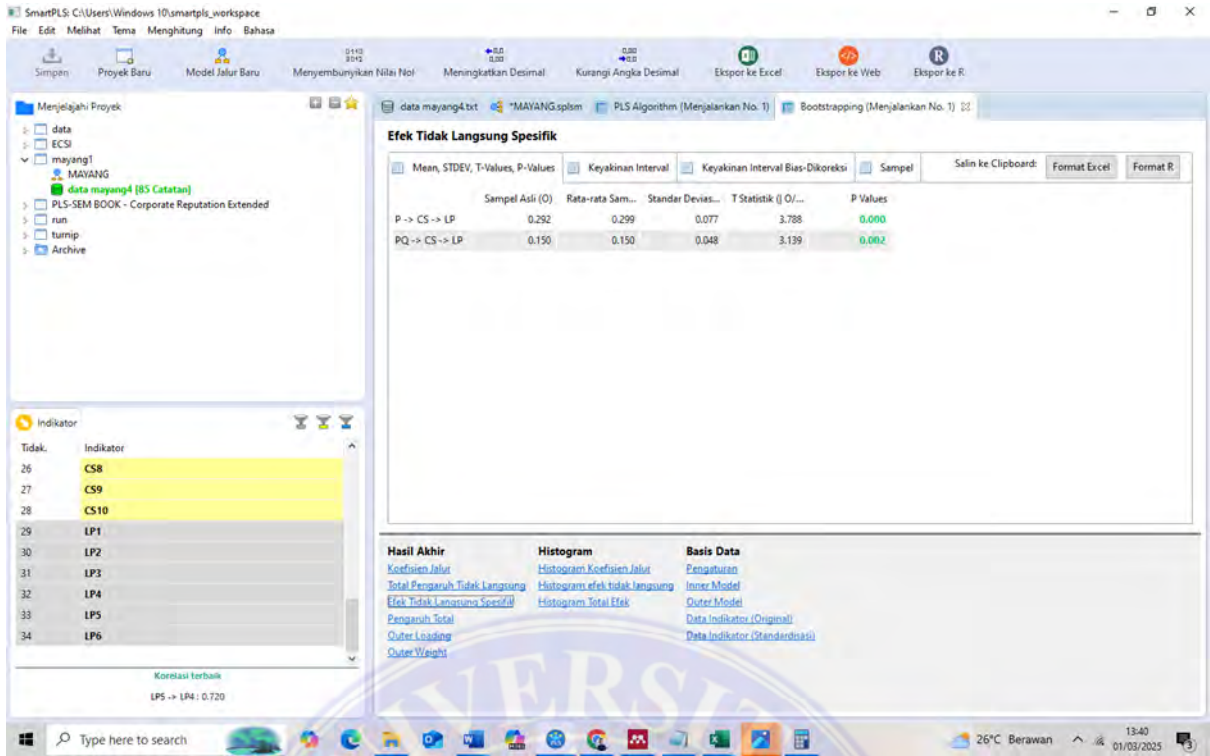 SmartPLS: C:\Users\Windows 10\smartpls_workspace
File Edit Melihat Tema Menghitung Info Bahasa
Simpan Proyek Baru Model Jalur Baru Menyembunyikan Nilai Nol Meningkatkan Desimal Kurangi Angka Desimal Ekspor ke Excel Ekspor ke Web Ekspor ke R
Menjelajahi Proyek
data
ECSI
mayang1
MAYANG
data mayang4 [85 Catatan]
PLS-SEM BOOK - Corporate Reputation Extended
run
turnip
Archive
data mayang4.txt *MAYANG.splsm PLS Algorithm (Menjalankan No. 1) Bootstrapping (Menjalankan No. 1)
Efek Tidak Langsung Spesifik
Mean, STDEV, T-Values, P-Values Keyakinan Interval Keyakinan Interval Bias-Dikoreksi Sampel Salin ke Clipboard: Format Excel Format R
Sampel Asli (O) Rata-rata Sam... Standar Devias... T Statistik (| O/... P Values
P -> CS -> LP 0.292 0.299 0.077 3.788 0.000
PQ -> CS -> LP 0.150 0.150 0.048 3.139 0.002
Indikator
Tidak. Indikator
26 CS8
27 CS9
28 CS10
29 LP1
30 LP2
31 LP3
32 LP4
33 LP5
34 LP6
Korelasi terbaik
LP5 -> LP4 : 0.720
Hasil Akhir Histogram Basis Data
Koefisien Jalur Histogram Koefisien Jalur Pengaturan
Total Pengaruh Tidak Langsung Histogram efek tidak langsung Inner Model
Efek Tidak Langsung Spesifik Histogram Total Efek Outer Model
Pengaruh Total Data Indikator (Original)
Outer Loading Data Indikator (Standardisasi)
Outer Weight
VERSI
Type here to search
26°C Berawan
13:40
01/03/2025